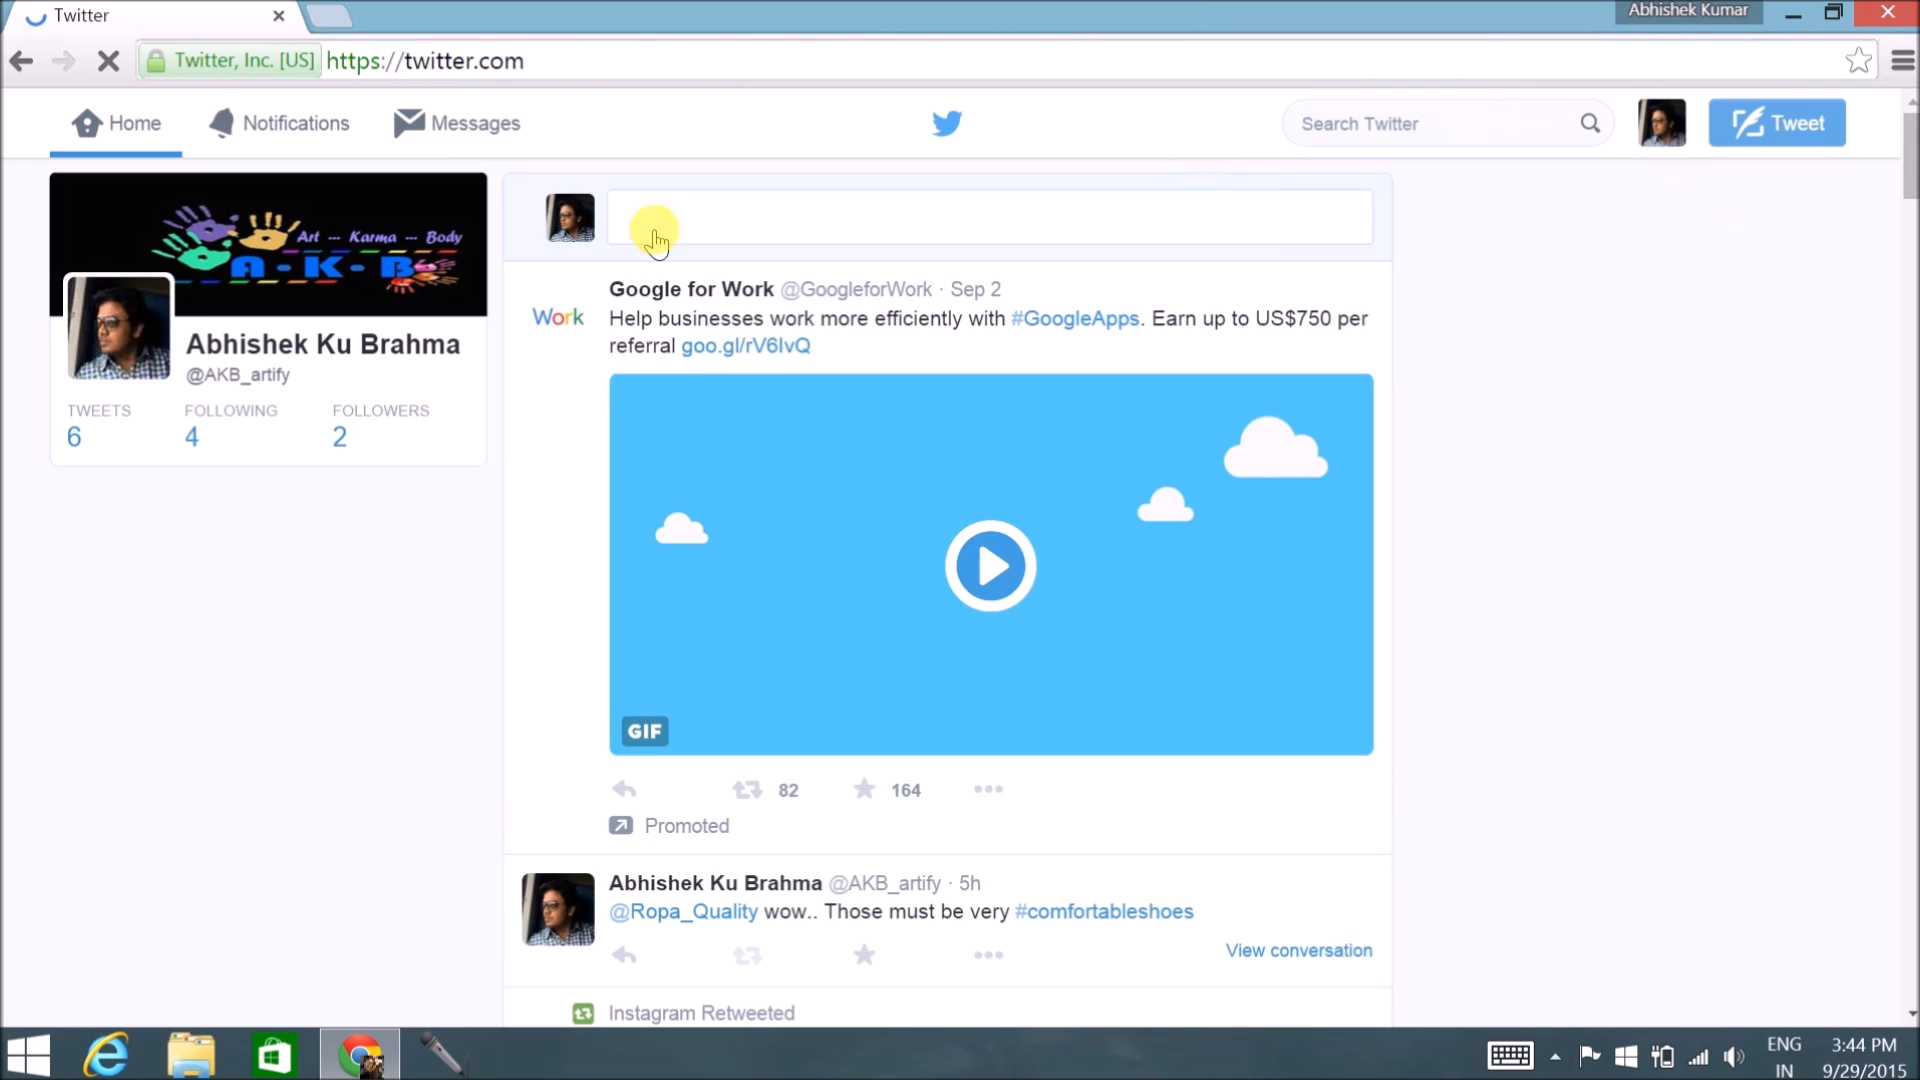 Twitter
Abhishek Kumar
Twitter, Inc. [US] https://twitter.com
Home
Notifications
Messages
Search Twitter
Tweet
Art --- Karma --- Body
A - K - B
Abhishek Ku Brahma
@AKB_artify
TWEETS FOLLOWING FOLLOWERS
6 4 2
Google for Work @GoogleforWork · Sep 2
Work
Help businesses work more efficiently with #GoogleApps. Earn up to US$750 per
referral goo.gl/rV6IvQ
GIF
82 164
Promoted
Abhishek Ku Brahma @AKB_artify · 5h
@Ropa_Quality wow.. Those must be very #comfortableshoes
View conversation
Instagram Retweeted
ENG
IN
3:44 PM
9/29/2015